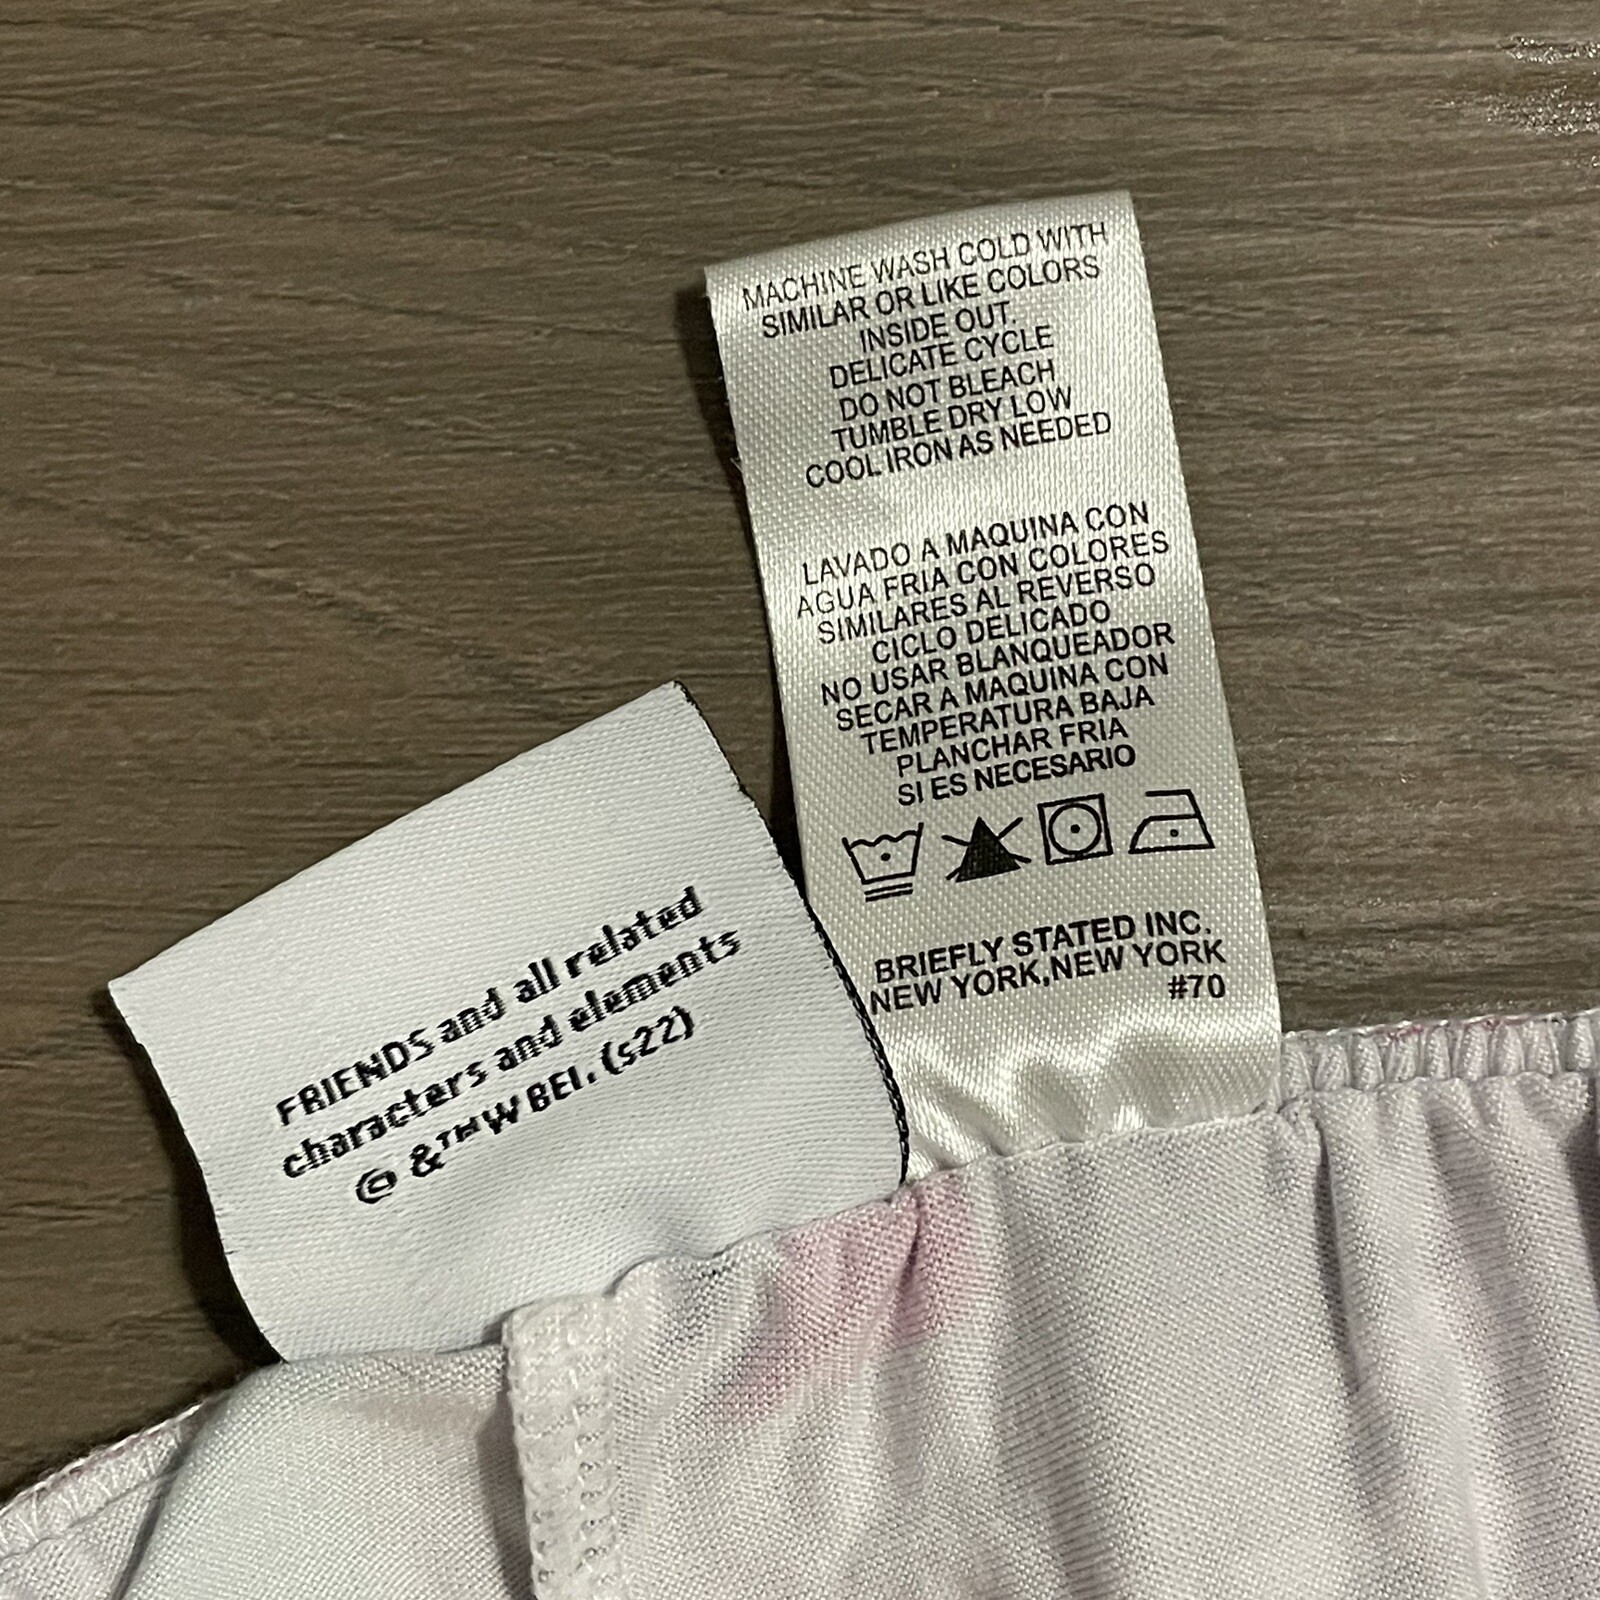 MACHINE WASH COLD WITH
SIMILAR OR LIKE COLORS
INSIDE OUT.
DELICATE CYCLE
DO NOT BLEACH
TUMBLE DRY LOW
COOL IRON AS NEEDED
LAVADO A MAQUINA CON
AGUA FRIA CON COLORES
SIMILARES AL REVERSO
CICLO DELICADO
NO USAR BLANQUEADOR
SECAR A MAQUINA CON
TEMPERATURA BAJA
PLANCHAR FRIA
SI ES NECESARIO
BRIEFLY STATED INC.
NEW YORK,NEW YORK
#70
FRIENDS and all related
characters and elements
© &™WBEI. (s22)